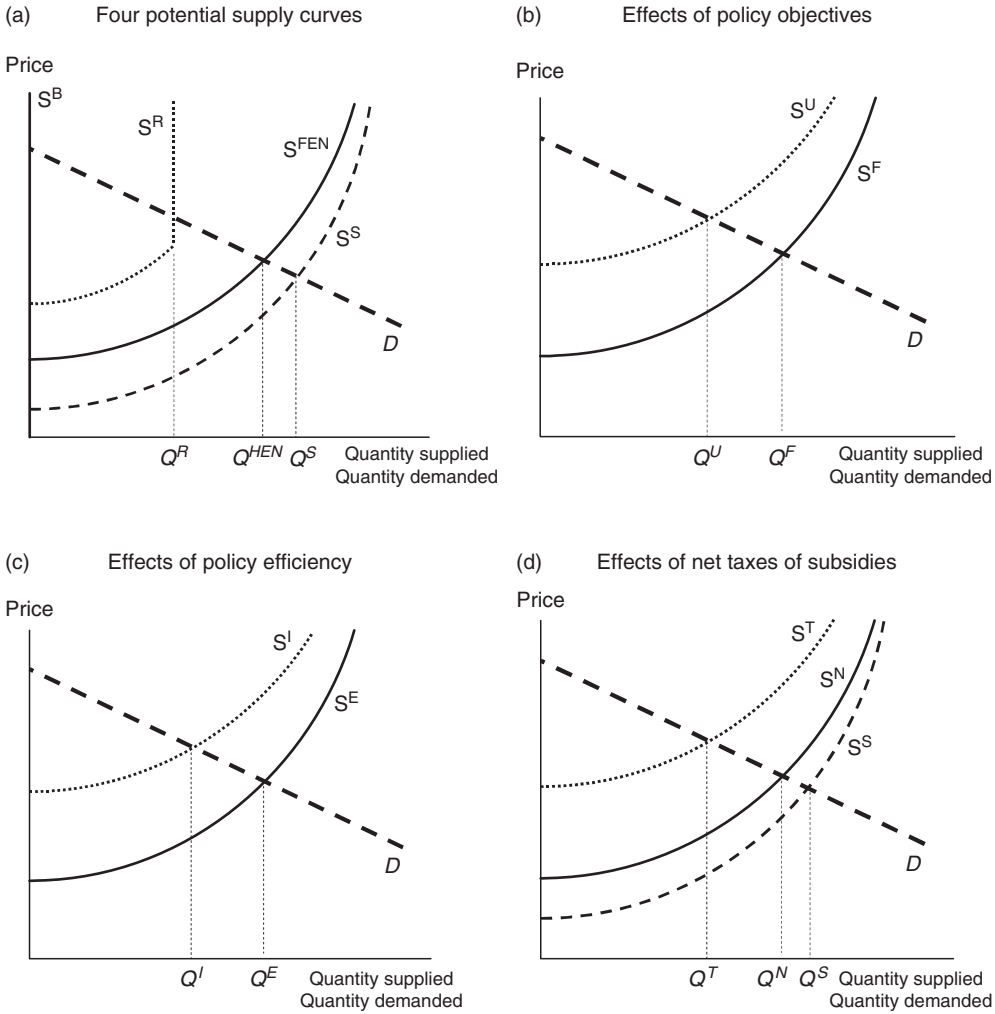 (a) Four potential supply curves
Price
S^B
S^R
S^FEN
S^S
D
Q^R Q^HEN Q^S Quantity supplied
Quantity demanded
(b) Effects of policy objectives
Price
S^U
S^F
D
Q^U Q^F Quantity supplied
Quantity demanded
(c) Effects of policy efficiency
Price
S^I
S^E
D
Q^I Q^E Quantity supplied
Quantity demanded
(d) Effects of net taxes of subsidies
Price
S^T
S^N
S^S
D
Q^T Q^N Q^S Quantity supplied
Quantity demanded